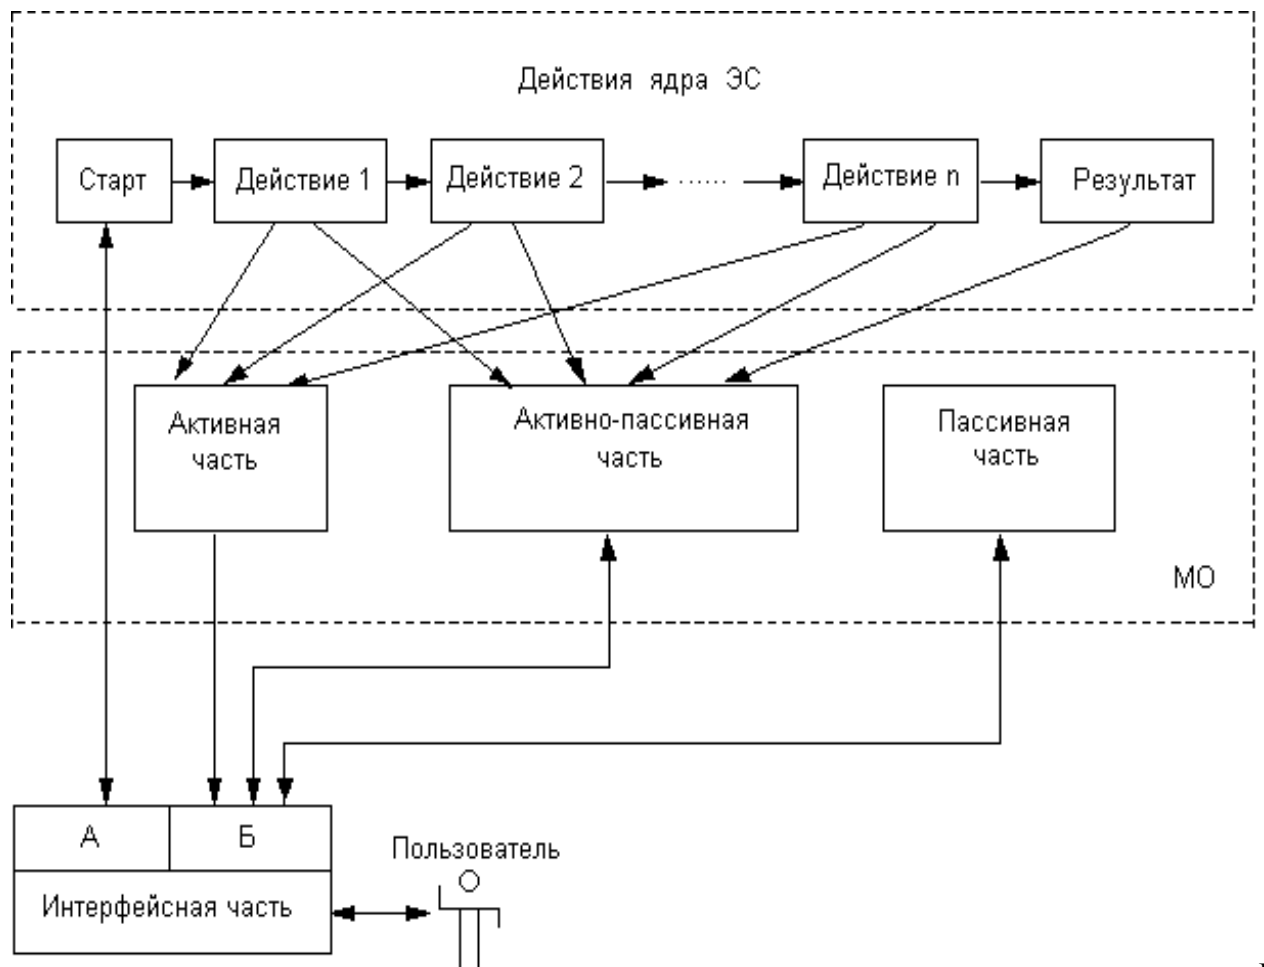 Действия ядра ЭС
Старт
Действие 1
Действие 2
......
Действие n
Результат
Активная
часть
Активно-пассивная
часть
Пассивная
часть
МО
А
Б
Пользователь
Интерфейсная часть